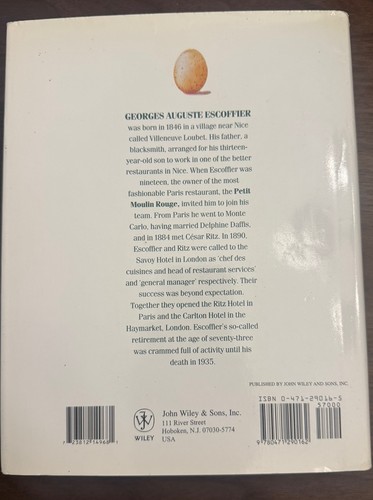 GEORGES AUGUSTE ESCOFFIER
was born in 1846 in a village near Nice
called Villeneuve Loubet. His father, a
blacksmith, arranged for his thirteen-
year-old son to work in one of the better
restaurants in Nice. When Escoffier was
nineteen, the owner of the most
fashionable Paris restaurant, the Petit
Moulin Rouge, invited him to join his
team. From Paris he went to Monte
Carlo, having married Delphine Daffis,
and in 1884 met César Ritz. In 1890,
Escoffier and Ritz were called to the
Savoy Hotel in London as 'chef des
cuisines and head of restaurant services'
and 'general manager' respectively. Their
success was beyond expectation.
Together they opened the Ritz Hotel in
Paris and the Carlton Hotel in the
Haymarket, London. Escoffier's so-called
retirement at the age of seventy-three
was crammed full of activity until his
death in 1935.
PUBLISHED BY JOHN WILEY AND SONS, INC.
ISBN 0-471-29016-5
57000
John Wiley & Sons, Inc.
111 River Street
Hoboken, N.J. 07030-5774
USA
WILEY
9 780471 290162